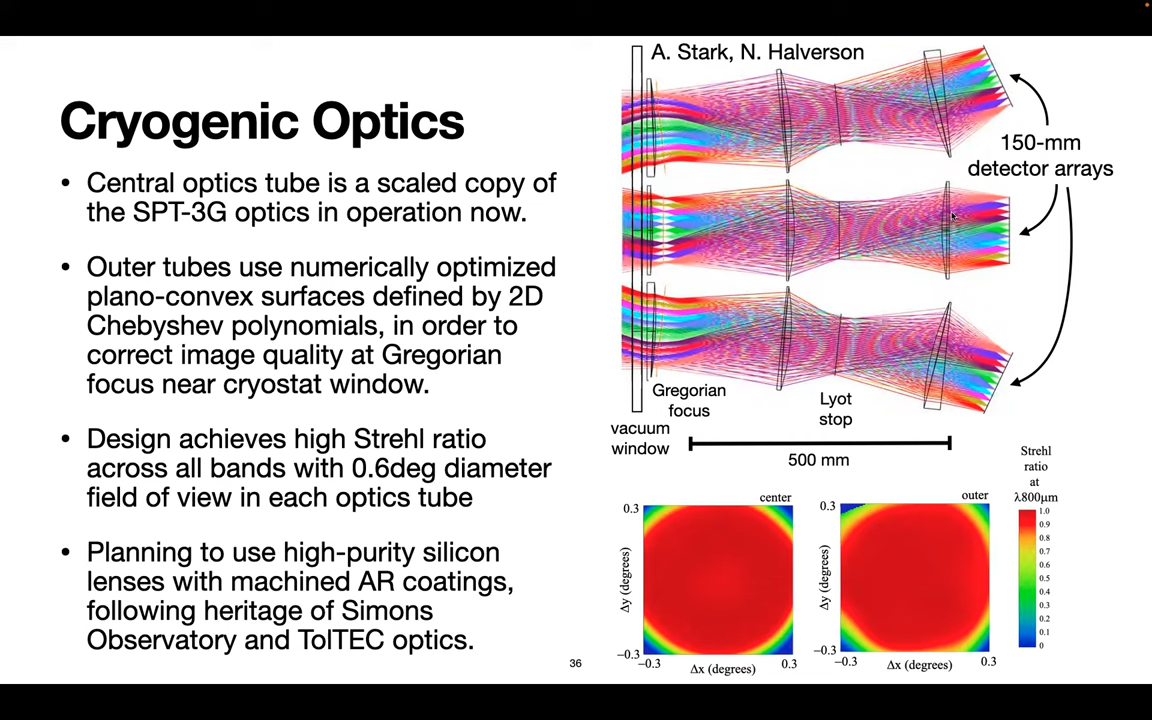 A. Stark, N. Halverson
Cryogenic Optics
• Central optics tube is a scaled copy of
the SPT-3G optics in operation now.
• Outer tubes use numerically optimized
plano-convex surfaces defined by 2D
Chebyshev polynomials, in order to
correct image quality at Gregorian
focus near cryostat window.
• Design achieves high Strehl ratio
across all bands with 0.6deg diameter
field of view in each optics tube
• Planning to use high-purity silicon
lenses with machined AR coatings,
following heritage of Simons
Observatory and TolTEC optics.
150-mm
detector arrays
Gregorian
focus
Lyot
stop
vacuum
window
500 mm
Strehl
ratio
at
λ800μm
center
0.3
Δy (degrees)
−0.3
−0.3
Δx (degrees)
0.3
outer
0.3
Δy (degrees)
−0.3
−0.3
Δx (degrees)
0.3
1.0
0.9
0.8
0.7
0.6
0.5
0.4
0.3
0.2
0.1
0
36